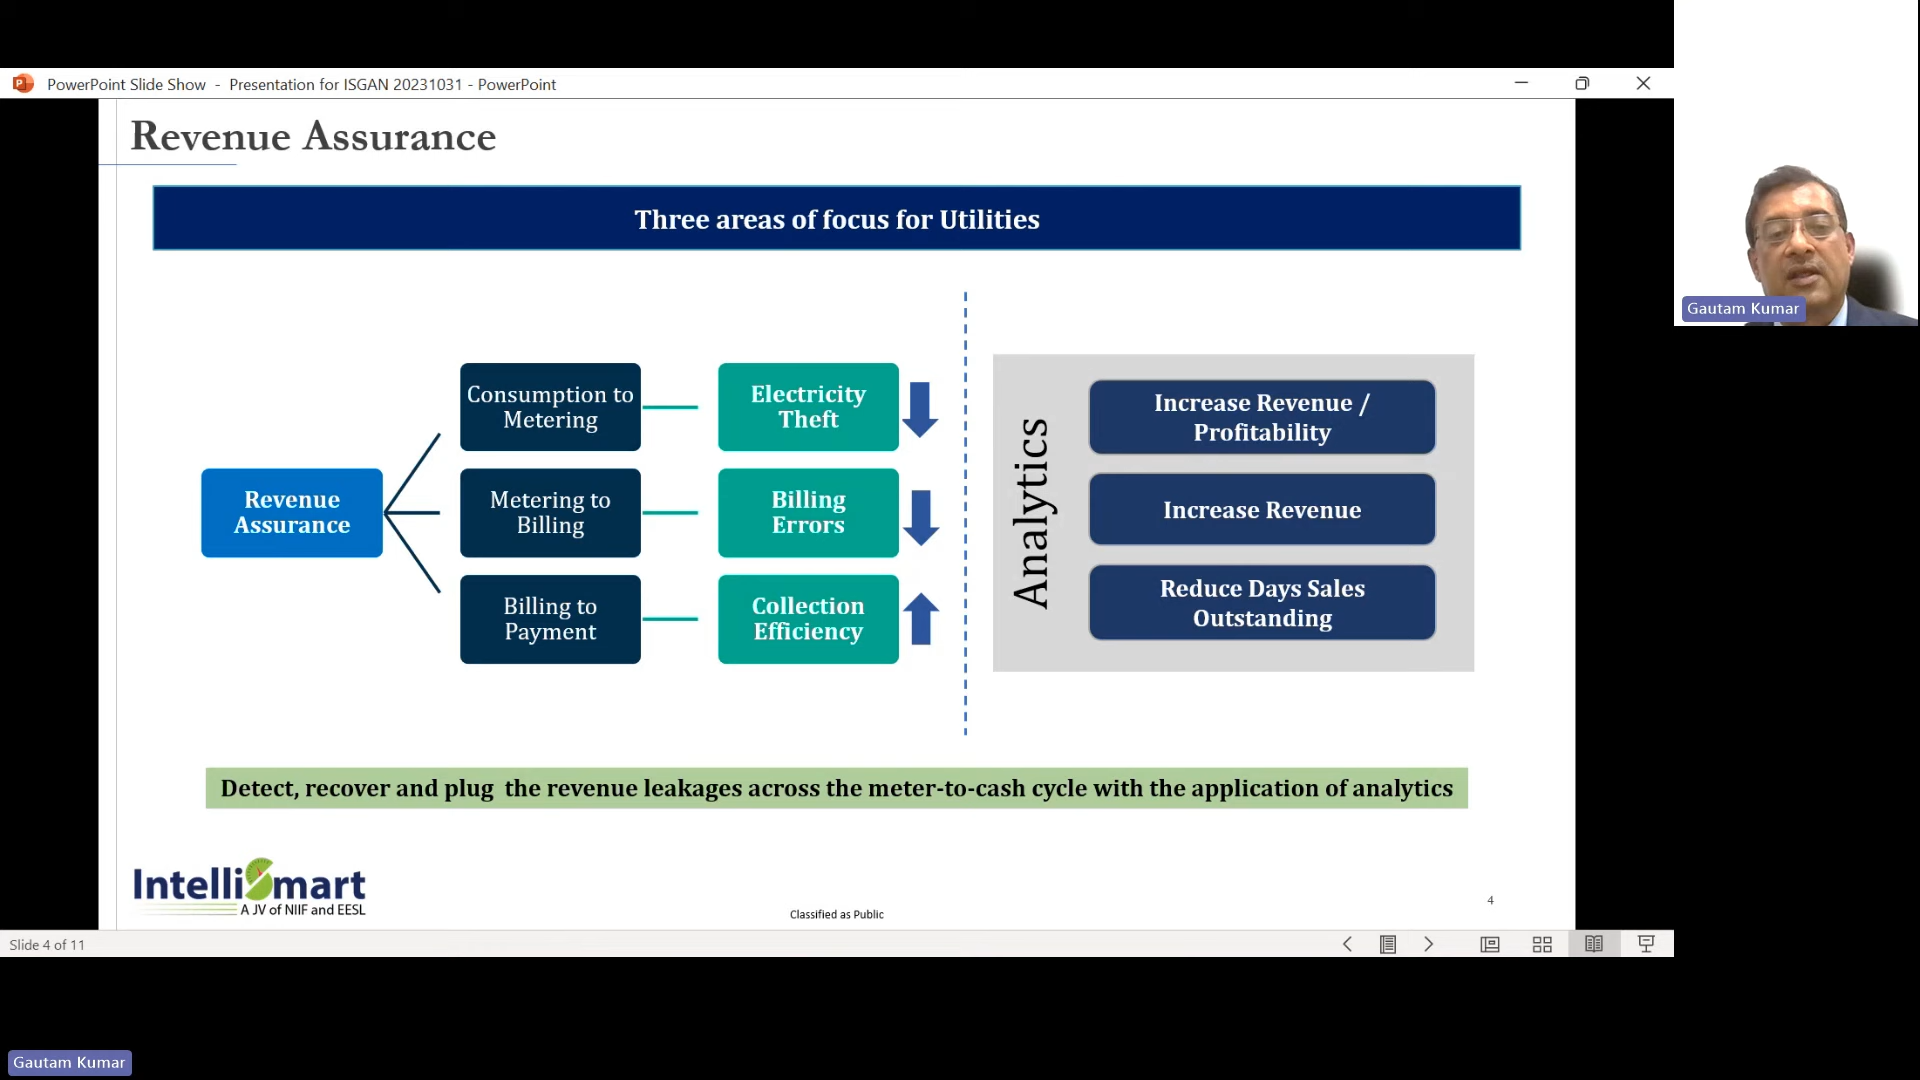 PowerPoint Slide Show - Presentation for ISGAN 20231031 - PowerPoint
Revenue Assurance
Three areas of focus for Utilities
Revenue
Assurance
Consumption to
Metering
Electricity
Theft
Metering to
Billing
Billing
Errors
Billing to
Payment
Collection
Efficiency
Analytics
Increase Revenue /
Profitability
Increase Revenue
Reduce Days Sales
Outstanding
Detect, recover and plug the revenue leakages across the meter-to-cash cycle with the application of analytics
IntelliSmart
A JV of NIIF and EESL
Classified as Public
4
Slide 4 of 11
Gautam Kumar
Gautam Kumar